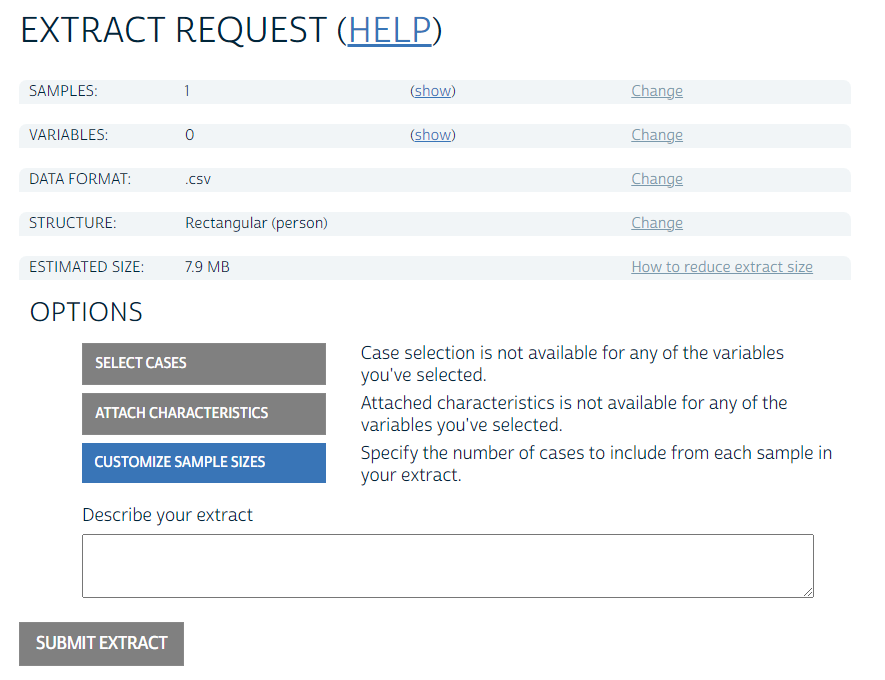 EXTRACT REQUEST (HELP)
SAMPLES: 1 (show) Change
VARIABLES: 0 (show) Change
DATA FORMAT: .csv Change
STRUCTURE: Rectangular (person) Change
ESTIMATED SIZE: 7.9 MB How to reduce extract size
OPTIONS
SELECT CASES
Case selection is not available for any of the variables
you've selected.
ATTACH CHARACTERISTICS
Attached characteristics is not available for any of the
variables you've selected.
CUSTOMIZE SAMPLE SIZES
Specify the number of cases to include from each sample in
your extract.
Describe your extract
SUBMIT EXTRACT